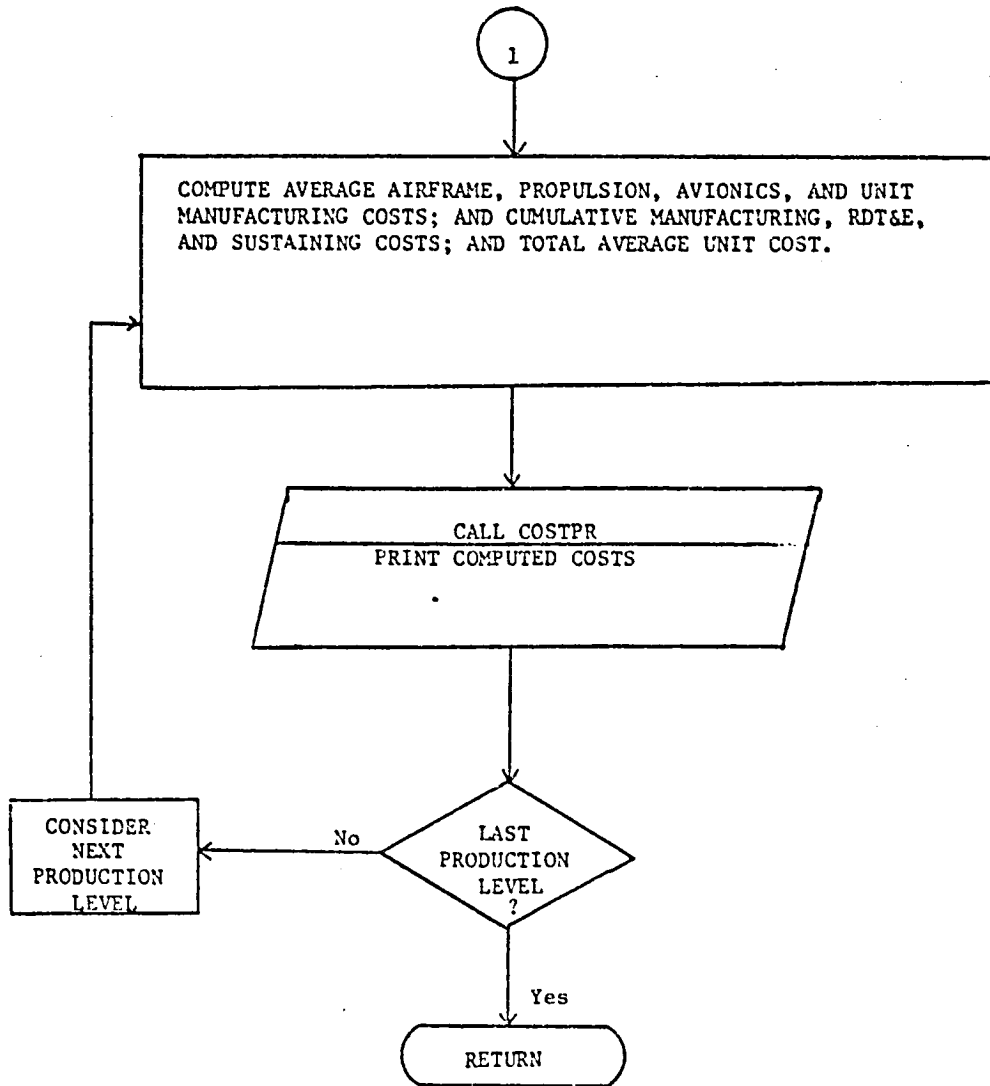 1
COMPUTE AVERAGE AIRFRAME, PROPULSION, AVIONICS, AND UNIT
MANUFACTURING COSTS; AND CUMULATIVE MANUFACTURING, RDT&E,
AND SUSTAINING COSTS; AND TOTAL AVERAGE UNIT COST.
CALL COSTPR
PRINT COMPUTED COSTS
LAST
PRODUCTION
LEVEL
?
No
CONSIDER
NEXT
PRODUCTION
LEVEL
Yes
RETURN